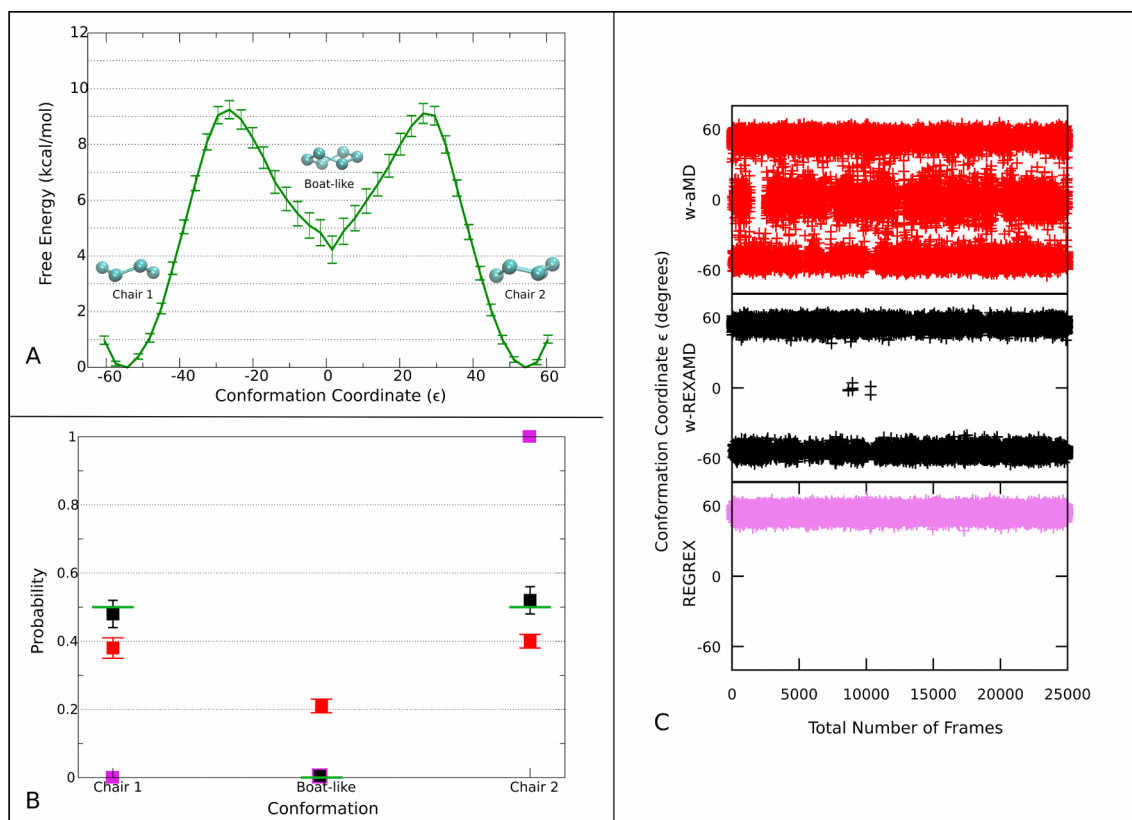 12
10
8
6
4
2
0
Free Energy (kcal/mol)
Boat-like
Chair 1
Chair 2
-60
-40
-20
0
20
40
60
Conformation Coordinate (ϵ)
A
1
0.8
0.6
0.4
0.2
0
Probability
Chair 1
Boat-like
Chair 2
Conformation
B
Conformation Coordinate ϵ (degrees)
w-aMD
60
0
-60
w-REXAMD
60
0
-60
REGREX
60
0
-60
0
5000
10000
15000
20000
25000
Total Number of Frames
C